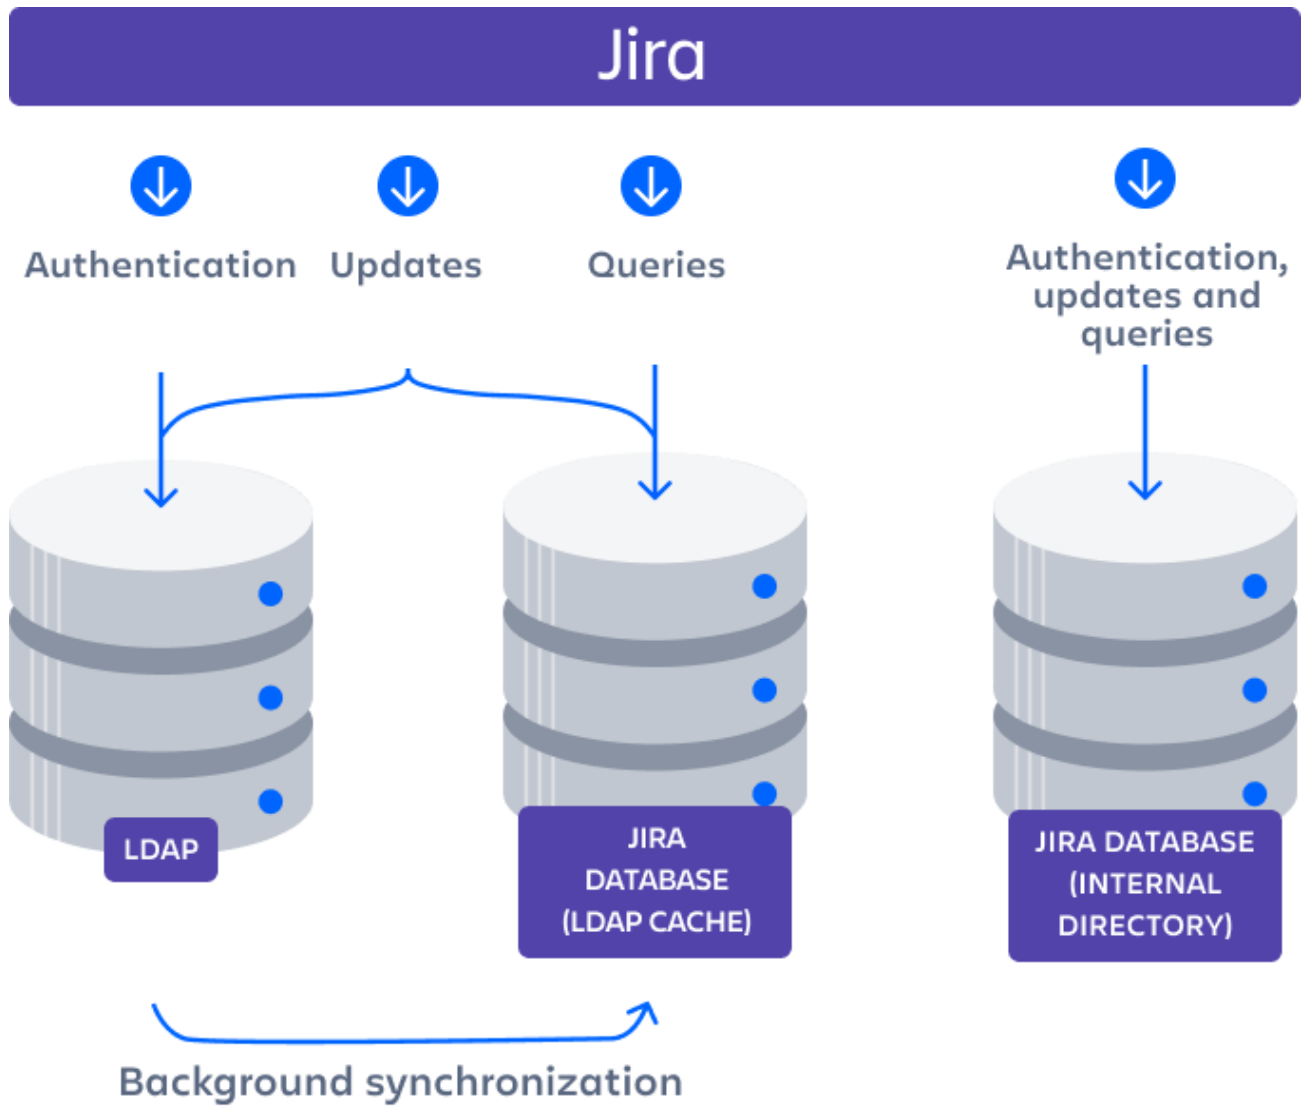 Jira
Authentication
Updates
Queries
Authentication,
updates and
queries
LDAP
JIRA
DATABASE
(LDAP CACHE)
JIRA DATABASE
(INTERNAL
DIRECTORY)
Background synchronization